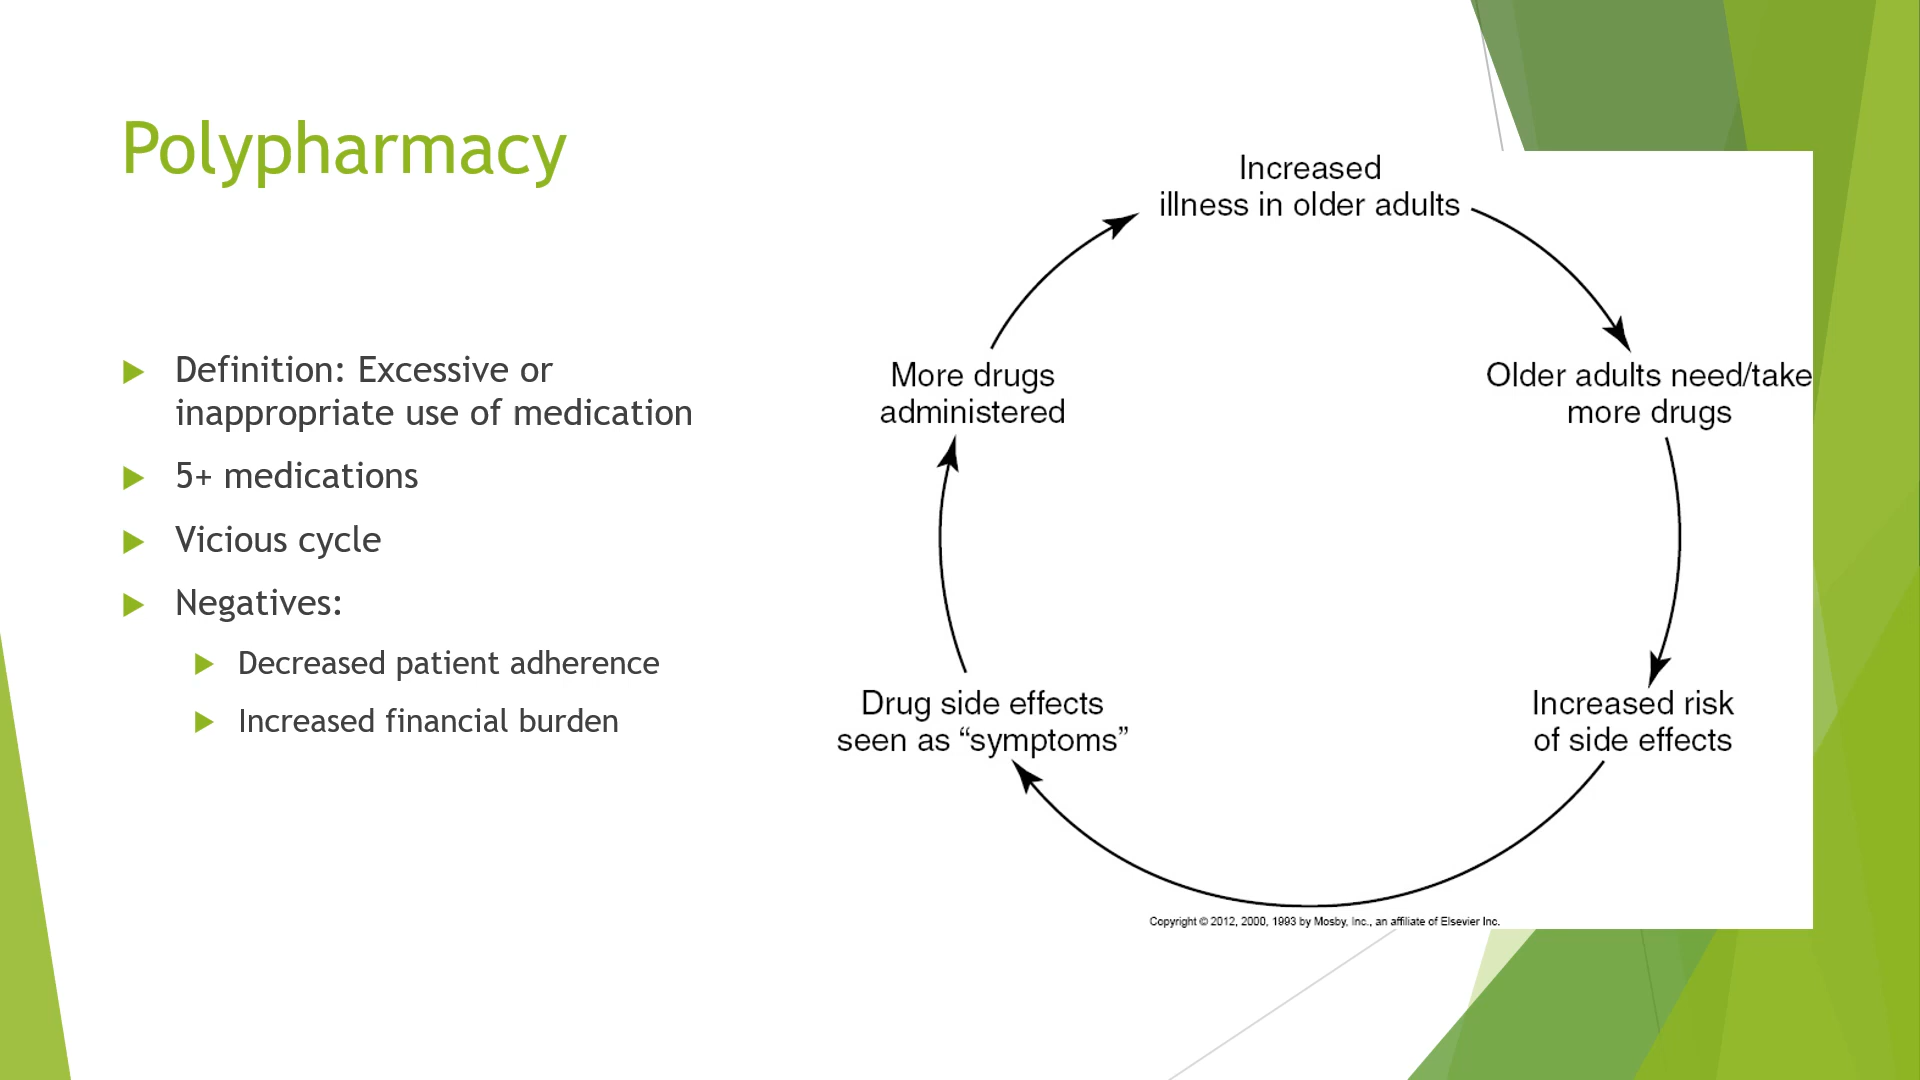 Polypharmacy
Definition: Excessive or
inappropriate use of medication
5+ medications
Vicious cycle
Negatives:
Decreased patient adherence
Increased financial burden
Increased
illness in older adults
Older adults need/take
more drugs
Increased risk
of side effects
Drug side effects
seen as “symptoms”
More drugs
administered
Copyright © 2012, 2000, 1993 by Mosby, Inc., an affiliate of Elsevier Inc.